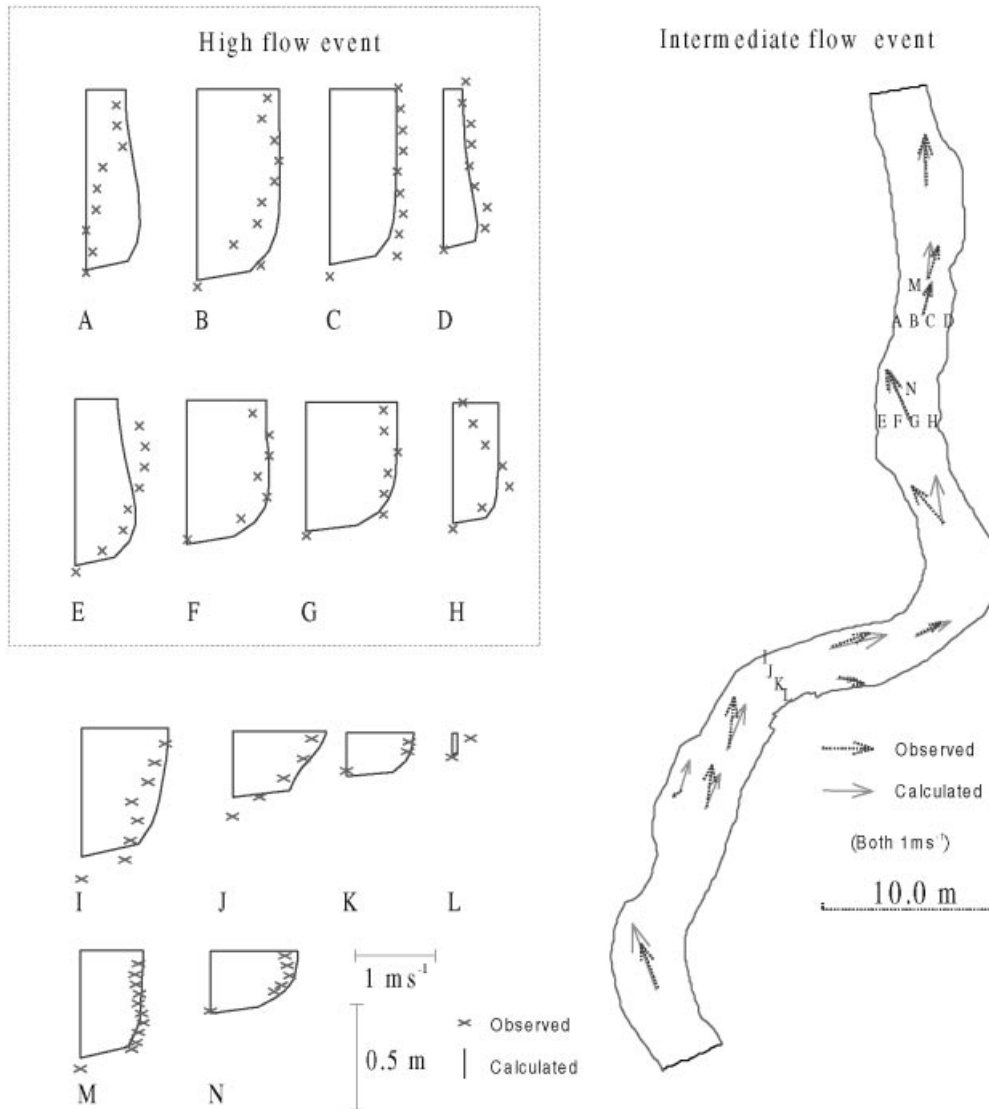 High flow event
Intermediate flow event
A B C D
E F G H
M
A B C D
N
E F G H
I
J
K
L
Observed
Calculated
(Both 1ms⁻¹)
10.0 m
I J K L
1 ms⁻¹
Observed
0.5 m
Calculated
M N